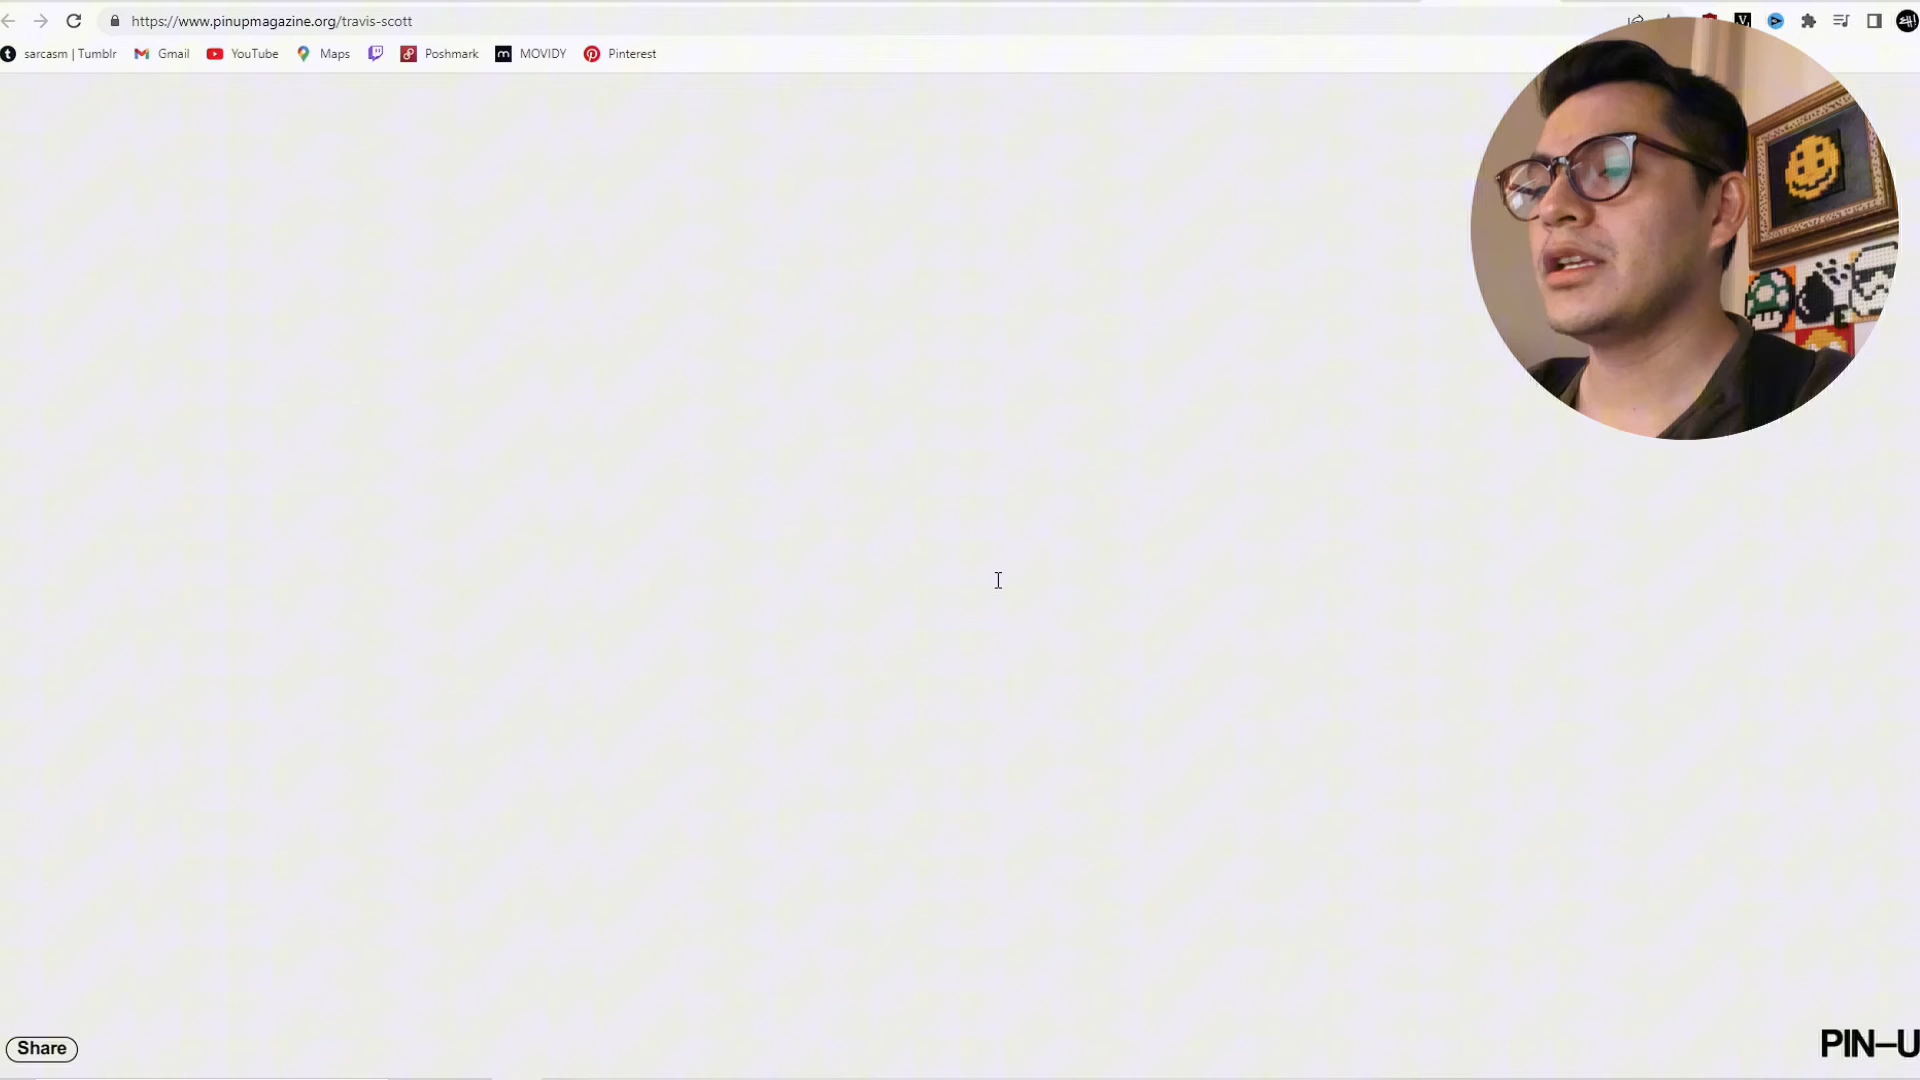 https://www.pinupmagazine.org/travis-scott
sarcasm | Tumblr Gmail YouTube Maps Poshmark MOVIDY Pinterest
Share
PIN–U